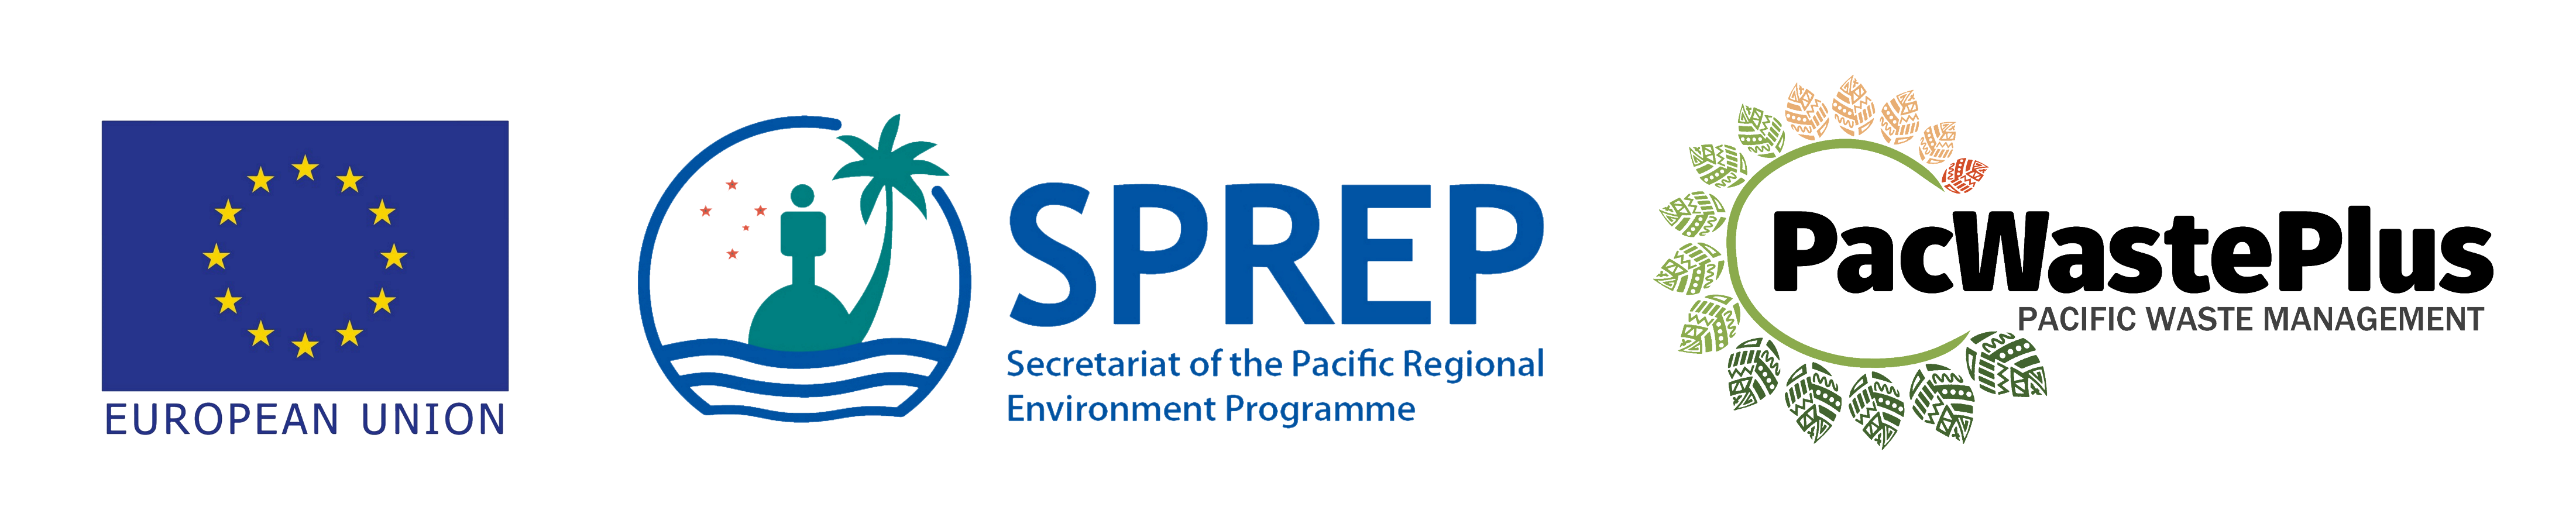 EUROPEAN UNION
SPREP
Secretariat of the Pacific Regional
Environment Programme
PacWastePlus
PACIFIC WASTE MANAGEMENT